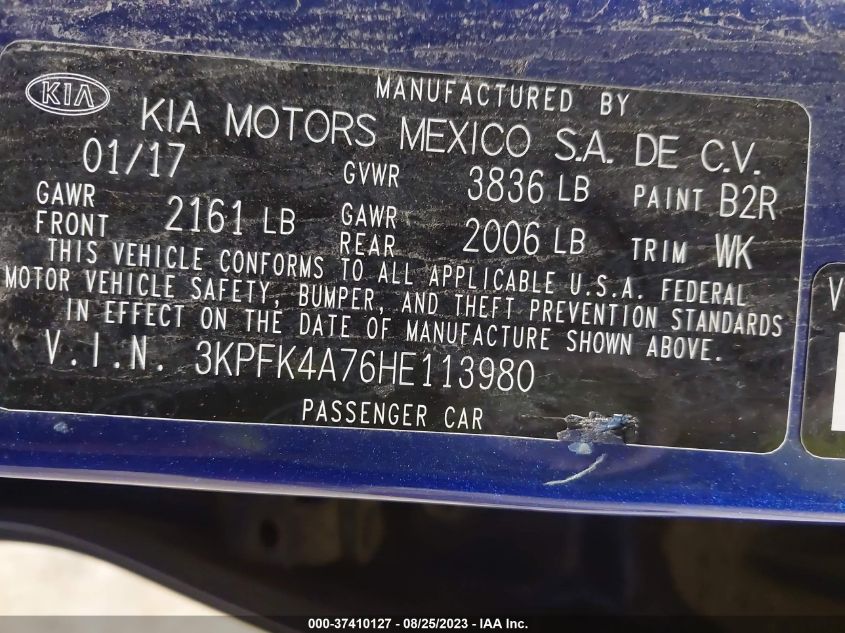 MANUFACTURED BY
KIA
KIA MOTORS MEXICO S.A. DE C.V.
01/17 GVWR 3836 LB PAINT B2R
GAWR FRONT 2161 LB GAWR REAR 2006 LB TRIM WK
THIS VEHICLE CONFORMS TO ALL APPLICABLE U.S.A. FEDERAL
MOTOR VEHICLE SAFETY, BUMPER, AND THEFT PREVENTION STANDARDS
IN EFFECT ON THE DATE OF MANUFACTURE SHOWN ABOVE.
V.I.N. 3KPFK4A76HE113980
PASSENGER CAR
V
000-37410127 - 08/25/2023 - IAA Inc.